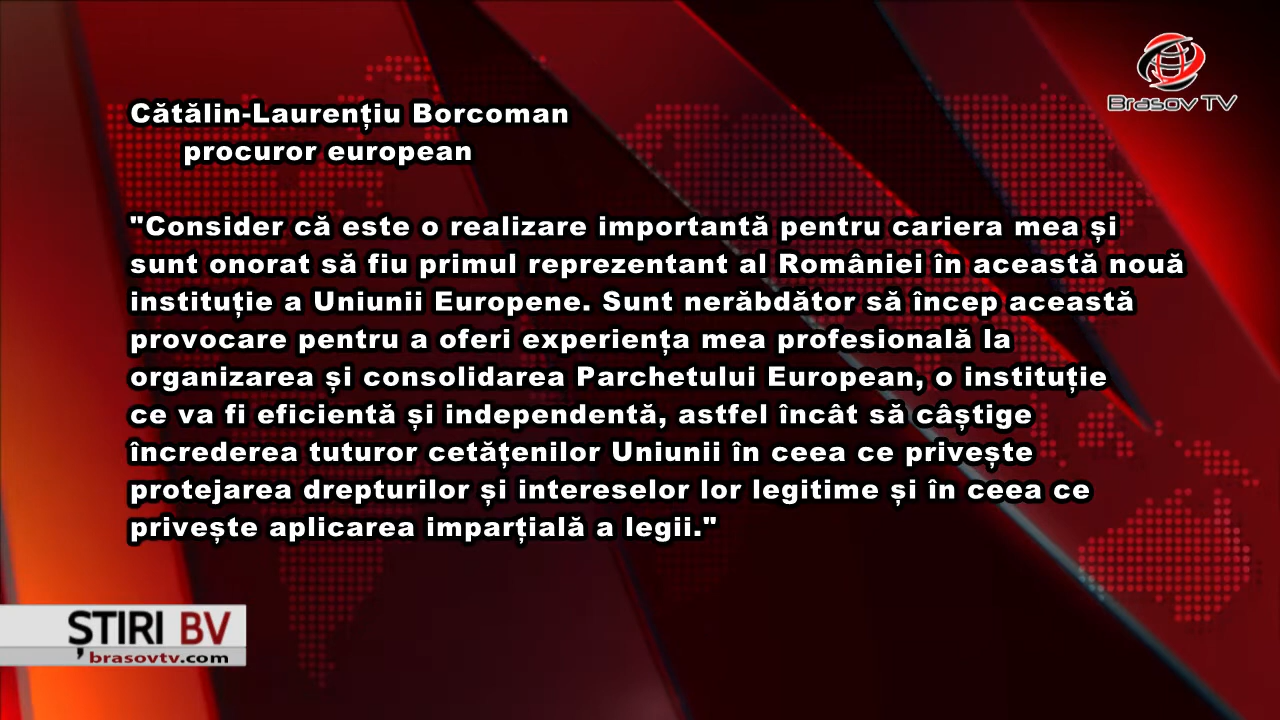 Brasov TV
Cătălin-Laurențiu Borcoman
procuror european
"Consider că este o realizare importantă pentru cariera mea și
sunt onorat să fiu primul reprezentant al României în această nouă
instituție a Uniunii Europene. Sunt nerăbdător să încep această
provocare pentru a oferi experiența mea profesională la
organizarea și consolidarea Parchetului European, o instituție
ce va fi eficientă și independentă, astfel încât să câștige
încrederea tuturor cetățenilor Uniunii în ceea ce privește
protejarea drepturilor și intereselor lor legitime și în ceea ce
privește aplicarea imparțială a legii."
ȘTIRI BV
brasovtv.com